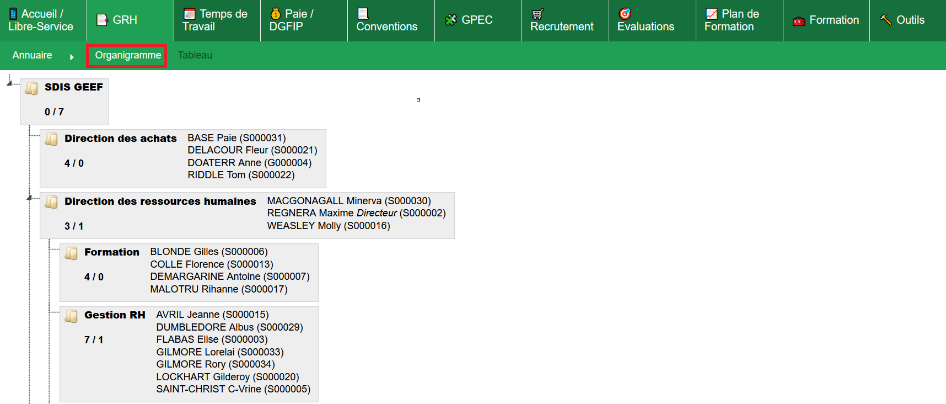 Accueil /
Libre-Service
GRH
Temps de
Travail
Paie /
DGFIP
Conventions
GPEC
Recrutement
Evaluations
Plan de
Formation
Formation
Outils
Annuaire
Organigramme
Tableau
SDIS GEEF
0 / 7
Direction des achats
4 / 0
BASE Paie (S000031)
DELACOUR Fleur (S000021)
DOATERR Anne (G000004)
RIDDLE Tom (S000022)
Direction des ressources humaines
3 / 1
MACGONAGALL Minerva (S000030)
REGNERA Maxime Directeur (S000002)
WEASLEY Molly (S000016)
Formation
4 / 0
BLONDE Gilles (S000006)
COLLE Florence (S000013)
DEMARGARINE Antoine (S000007)
MALOTRU Rihanne (S000017)
Gestion RH
7 / 1
AVRIL Jeanne (S000015)
DUMBLEDORE Albus (S000029)
FLABAS Elise (S000003)
GILMORE Lorelai (S000033)
GILMORE Rory (S000034)
LOCKHART Gilderoy (S000020)
SAINT-CHRIST C-Vrine (S000005)